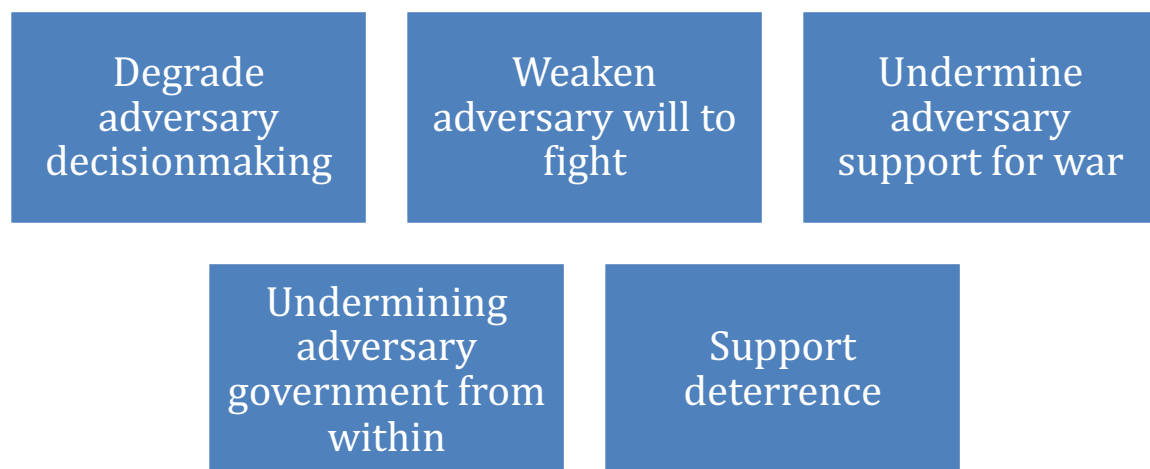 Degrade
adversary
decisionmaking
Weaken
adversary will to
fight
Undermine
adversary
support for war
Undermining
adversary
government from
within
Support
deterrence